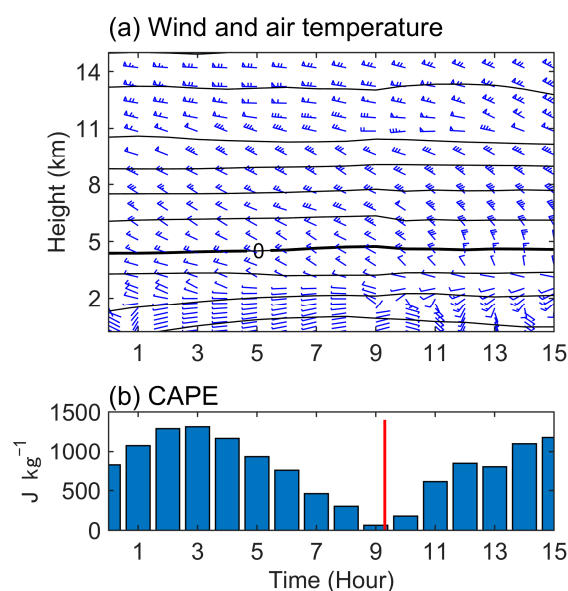 (a) Wind and air temperature
Height (km)
14
11
8
5
2
0
1 3 5 7 9 11 13 15
(b) CAPE
J kg⁻¹
1500
1000
500
0
1 3 5 7 9 11 13 15
Time (Hour)